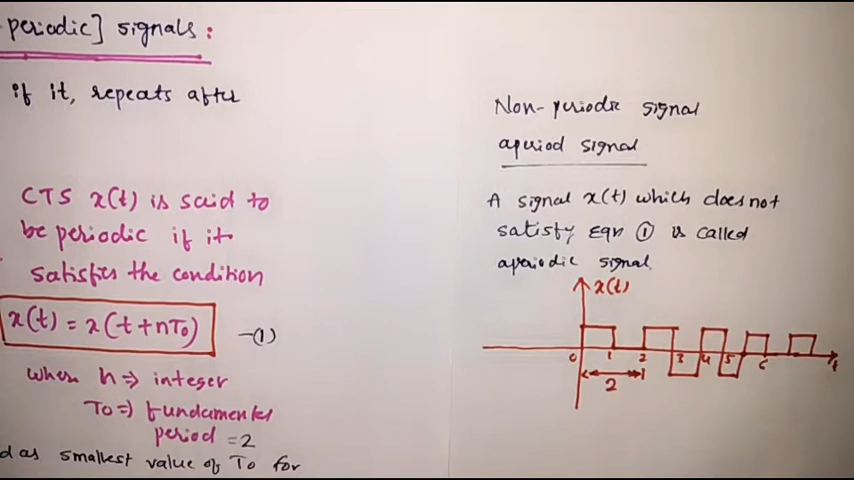 periodic] signals :
if it, repeats after
CTS x(t) is said to
be periodic if it
satisfies the condition
x(t) = x(t+nT₀) —(1)
where n => integer
T₀ => fundamental
period = 2
d as smallest value of T₀ for
Non-periodic signal
aperiod signal
A signal x(t) which does not
satisfy eqn ① is called
aperiodic signal.
x(t)
0 1 2 3 4 5 6 t
2